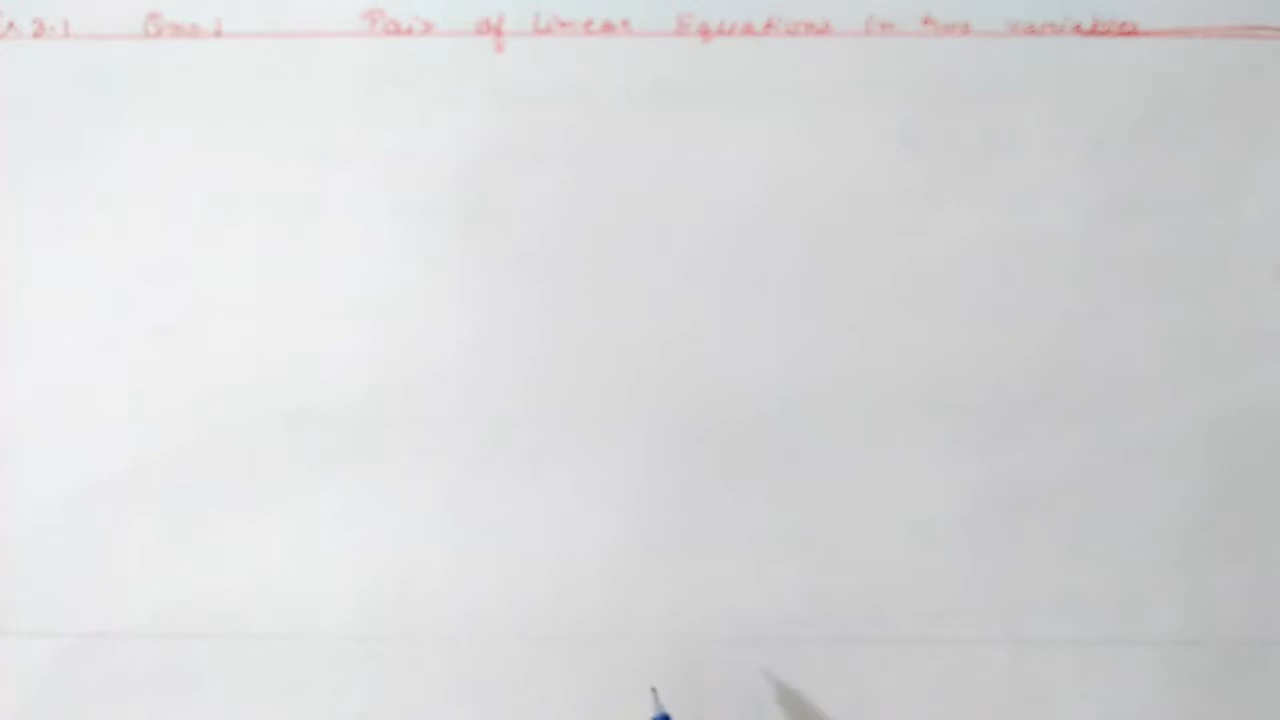 3.1 Pair of Linear Equations in two variables